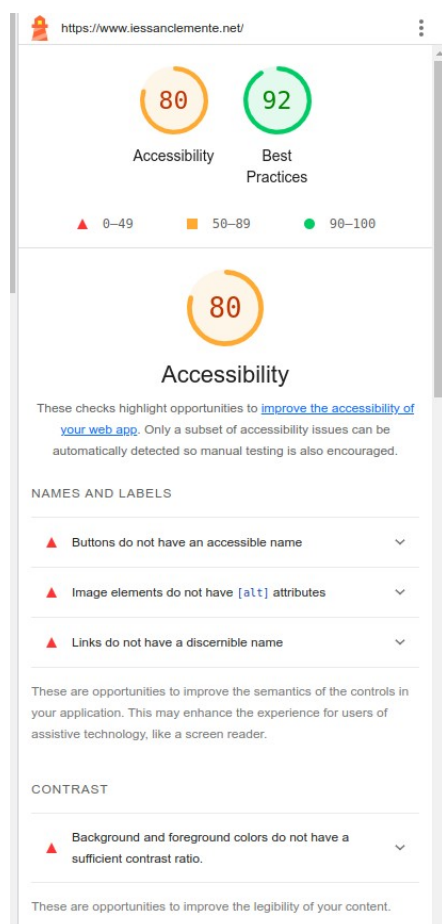 https://www.iessanclemente.net/
80
92
Accessibility
Best
Practices
0–49
50–89
90–100
80
Accessibility
These checks highlight opportunities to improve the accessibility of
your web app. Only a subset of accessibility issues can be
automatically detected so manual testing is also encouraged.
NAMES AND LABELS
Buttons do not have an accessible name
Image elements do not have [alt] attributes
Links do not have a discernible name
These are opportunities to improve the semantics of the controls in
your application. This may enhance the experience for users of
assistive technology, like a screen reader.
CONTRAST
Background and foreground colors do not have a
sufficient contrast ratio.
These are opportunities to improve the legibility of your content.